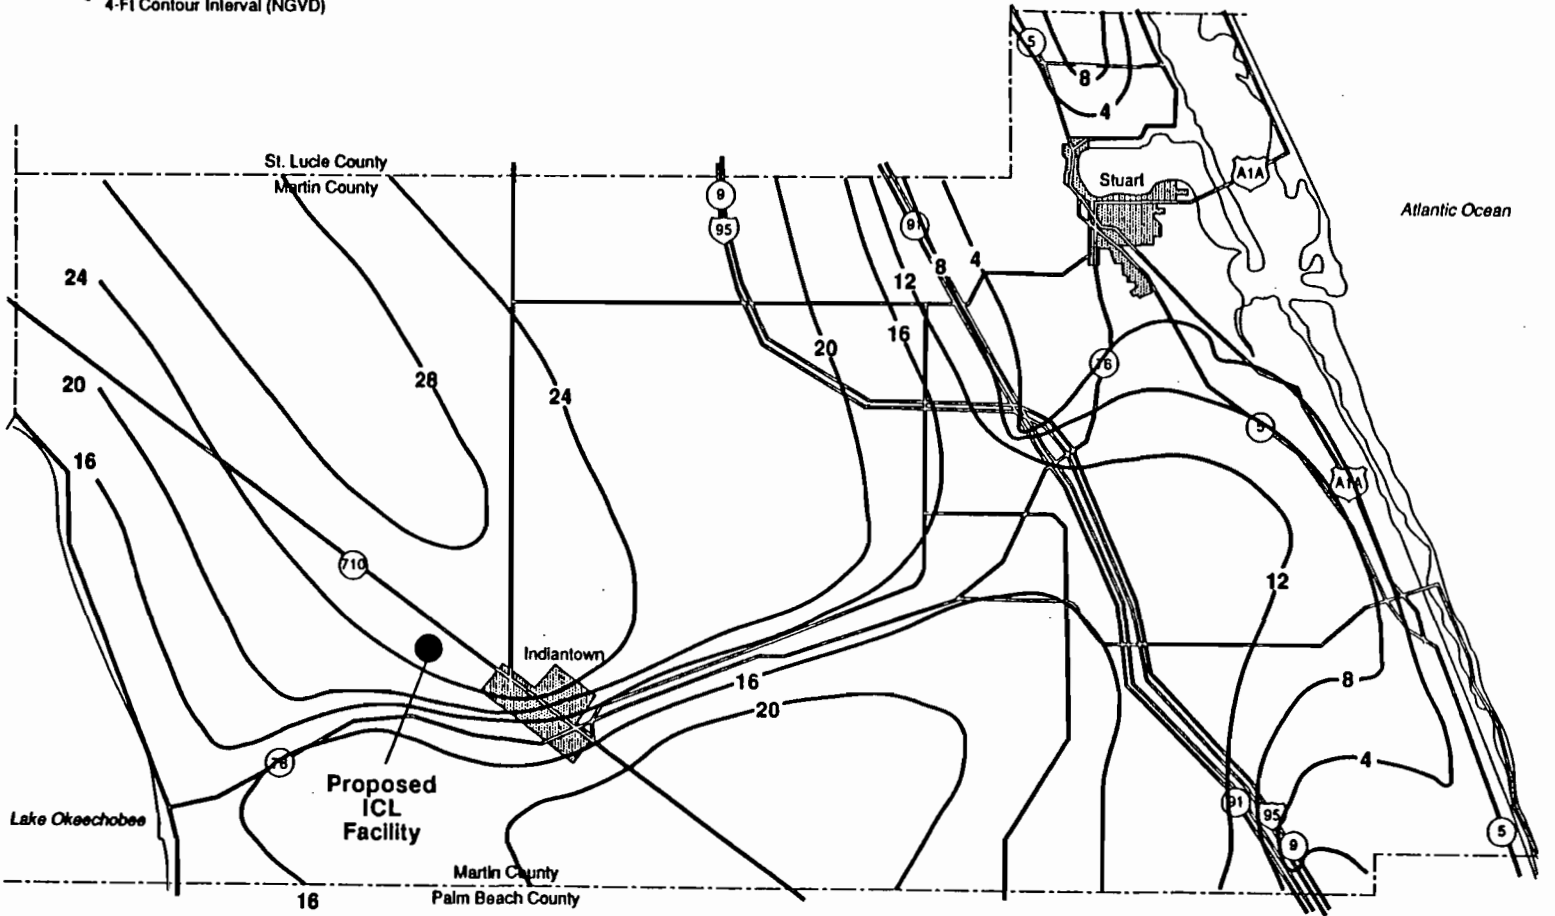 4-Ft Contour Interval (NGVD)
5
8
4
St. Lucie County
Martin County
A1A
Stuart
9
95
91
Atlantic Ocean
24
12
8
4
16
20
20
28
24
76
5
16
A1A
710
12
Indiantown
16
8
20
78
4
Proposed
ICL
Facility
91
95
9
5
Lake Okeechobee
Martin County
Palm Beach County
16